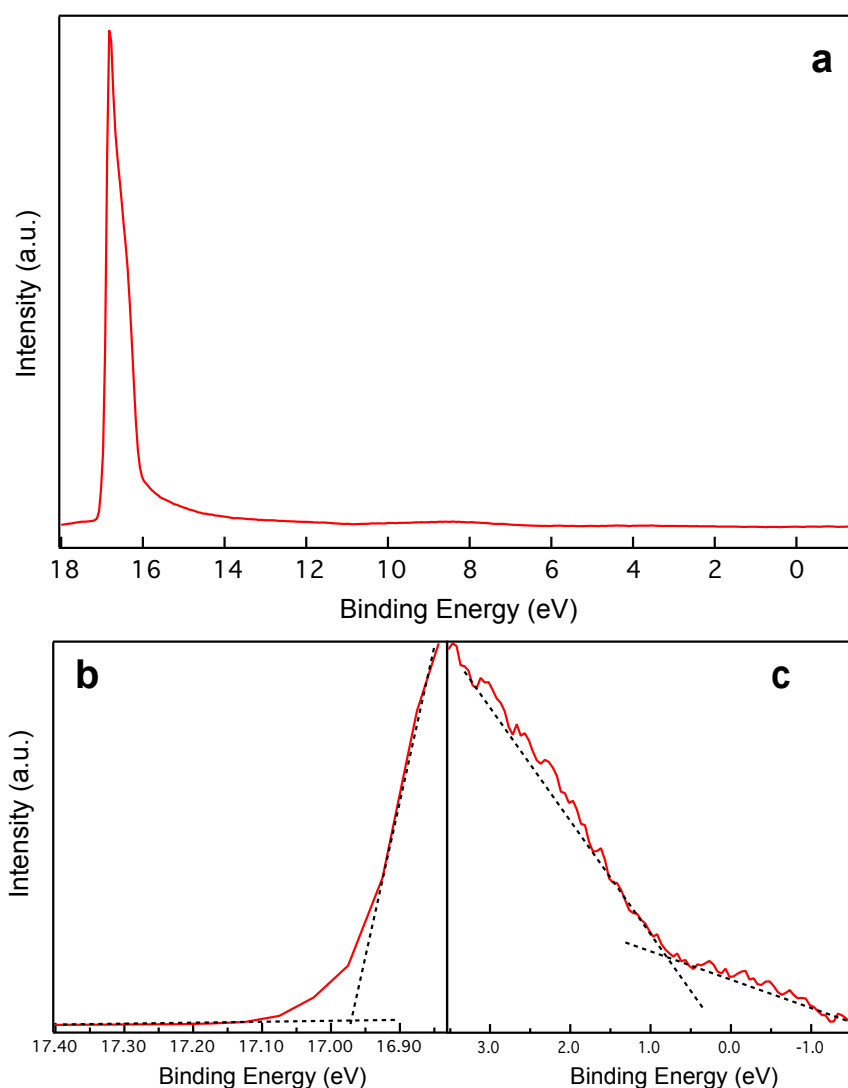 a
Intensity (a.u.)
18 16 14 12 10 8 6 4 2 0
Binding Energy (eV)
b
c
Intensity (a.u.)
17.40 17.30 17.20 17.10 17.00 16.90
3.0 2.0 1.0 0.0 -1.0
Binding Energy (eV)
Binding Energy (eV)